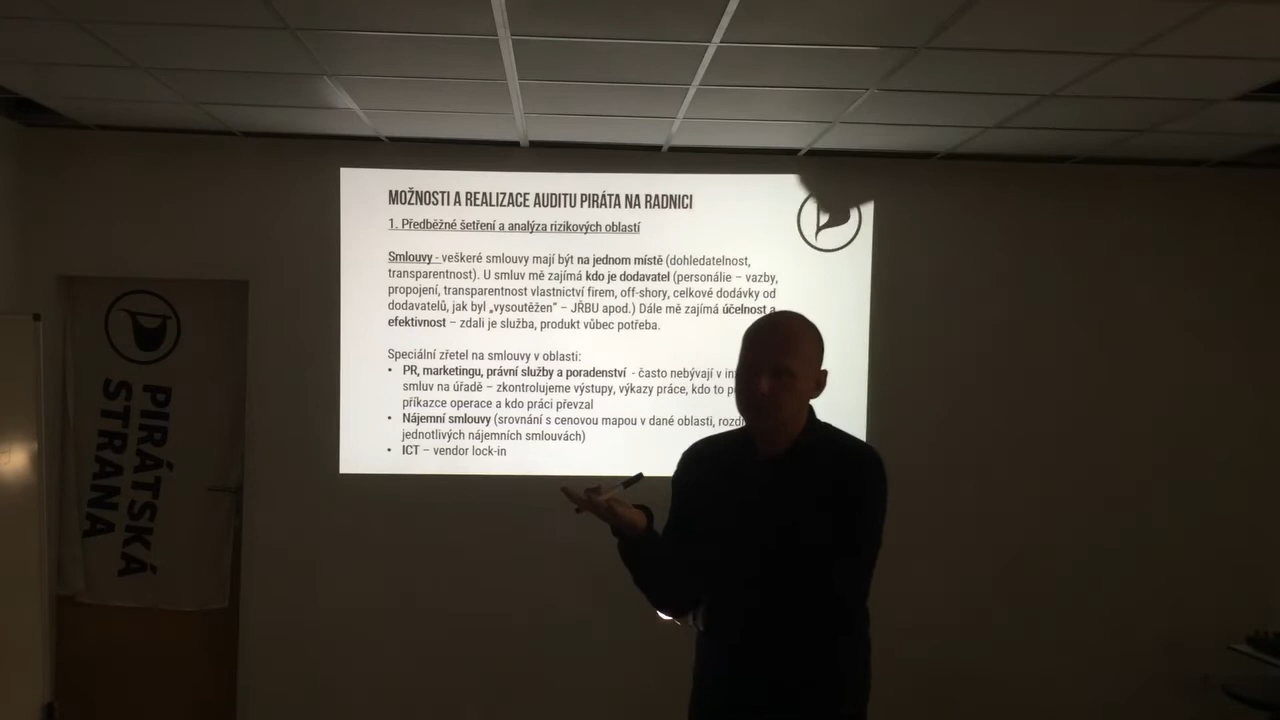 MOŽNOSTI A REALIZACE AUDITU PIRÁTA NA RADNICI
1. Předběžné šetření a analýza rizikových oblastí
Smlouvy - veškeré smlouvy mají být na jednom místě (dohledatelnost,
transparentnost). U smluv mě zajímá kdo je dodavatel (personálie – vazby,
propojení, transparentnost vlastnictví firem, off-shory, celkové dodávky od
dodavatelů, jak byl „vysoutěžen“ – JŘBU apod.) Dále mě zajímá účelnost a
efektivnost – zdali je služba, produkt vůbec potřeba.
Speciální zřetel na smlouvy v oblasti:
• PR, marketingu, právní služby a poradenství - často nebývají v
smluv na úřadě – zkontrolujeme výstupy, výkazy práce, kdo to
příkazce operace a kdo práci převzal
• Nájemní smlouvy (srovnání s cenovou mapou v dané oblasti,
jednotlivých nájemních smlouvách)
• ICT – vendor lock-in
PIRÁTSKÁ
STRANA